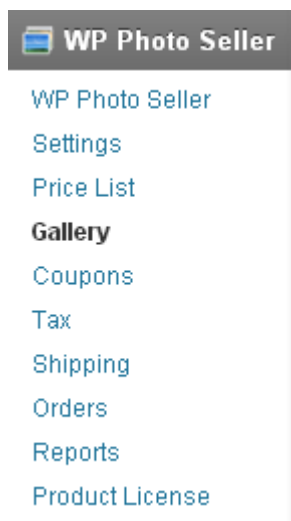 WP Photo Seller
WP Photo Seller
Settings
Price List
Gallery
Coupons
Tax
Shipping
Orders
Reports
Product License